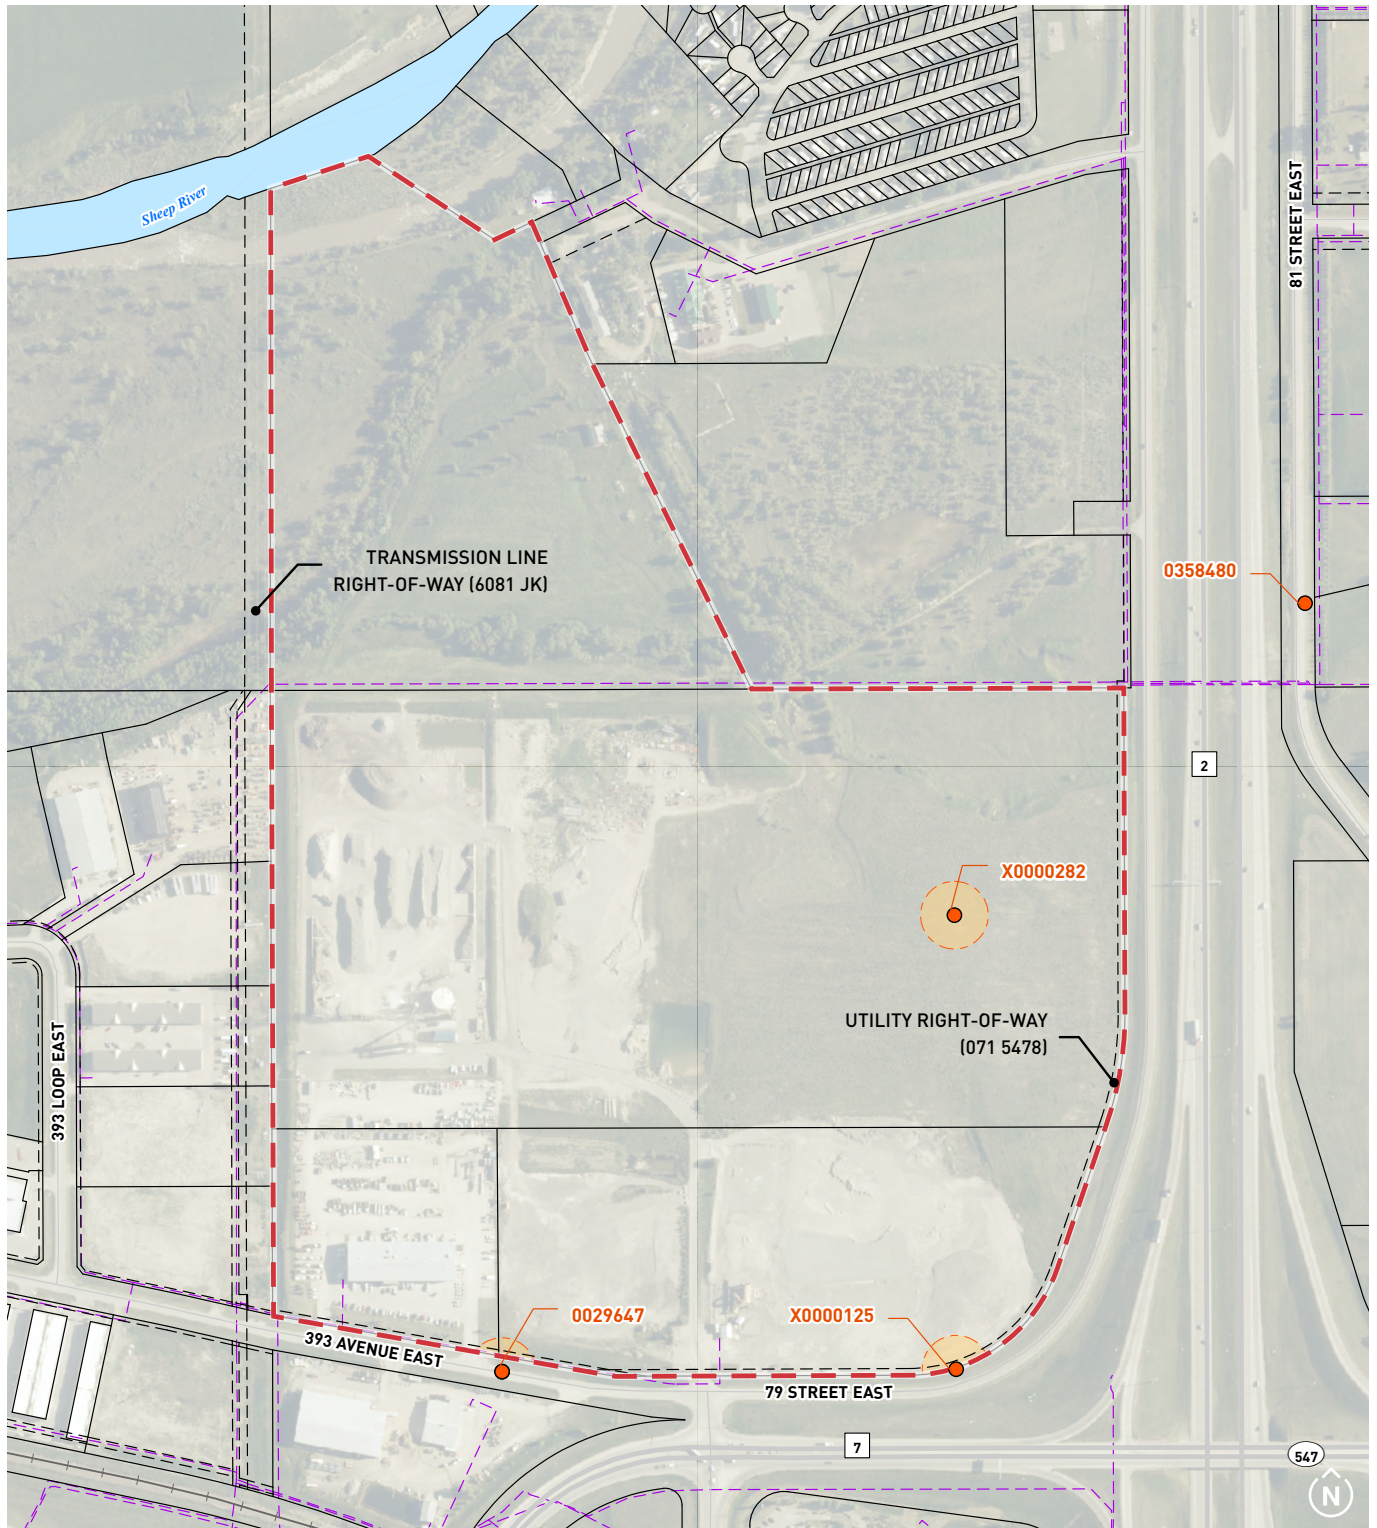 Sheep River
81 STREET EAST
TRANSMISSION LINE
RIGHT-OF-WAY (6081 JK)
0358480
2
X0000282
UTILITY RIGHT-OF-WAY
(071 5478)
393 LOOP EAST
0029647
X0000125
393 AVENUE EAST
79 STREET EAST
7
547
N